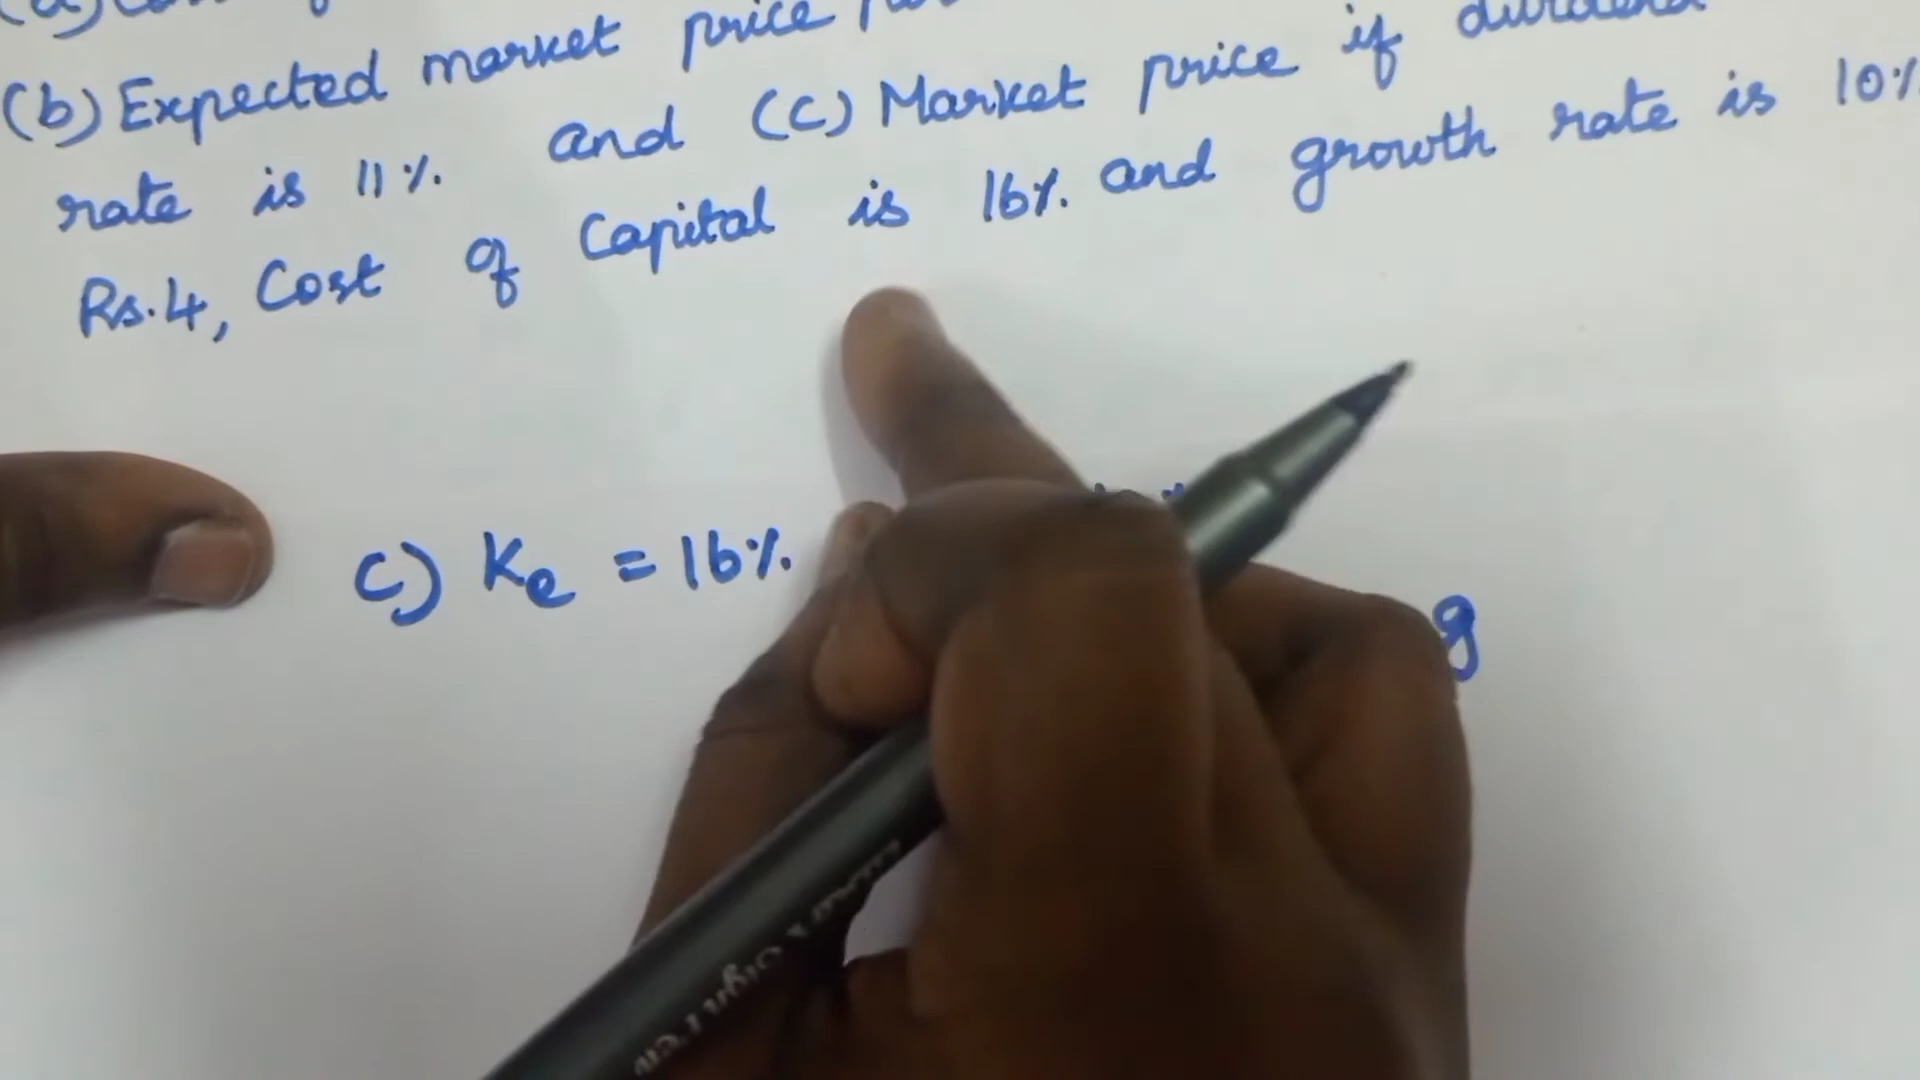 (b) Expected market price
rate is 11%. and (C) Market price if dividend
Rs.4, Cost of Capital is 16%. and growth rate is 10%
C) Ke = 16%.
g